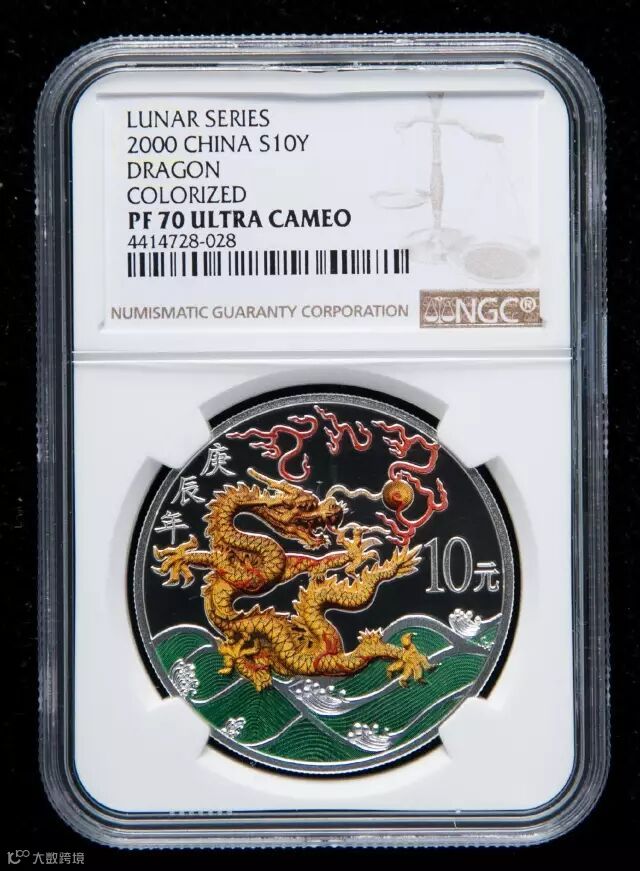 LUNAR SERIES
2000 CHINA S10Y
DRAGON
COLORIZED
PF 70 ULTRA CAMEO
4414728-028
NUMISMATIC GUARANTY CORPORATION
NGC®
庚辰年
10元
大数跨境